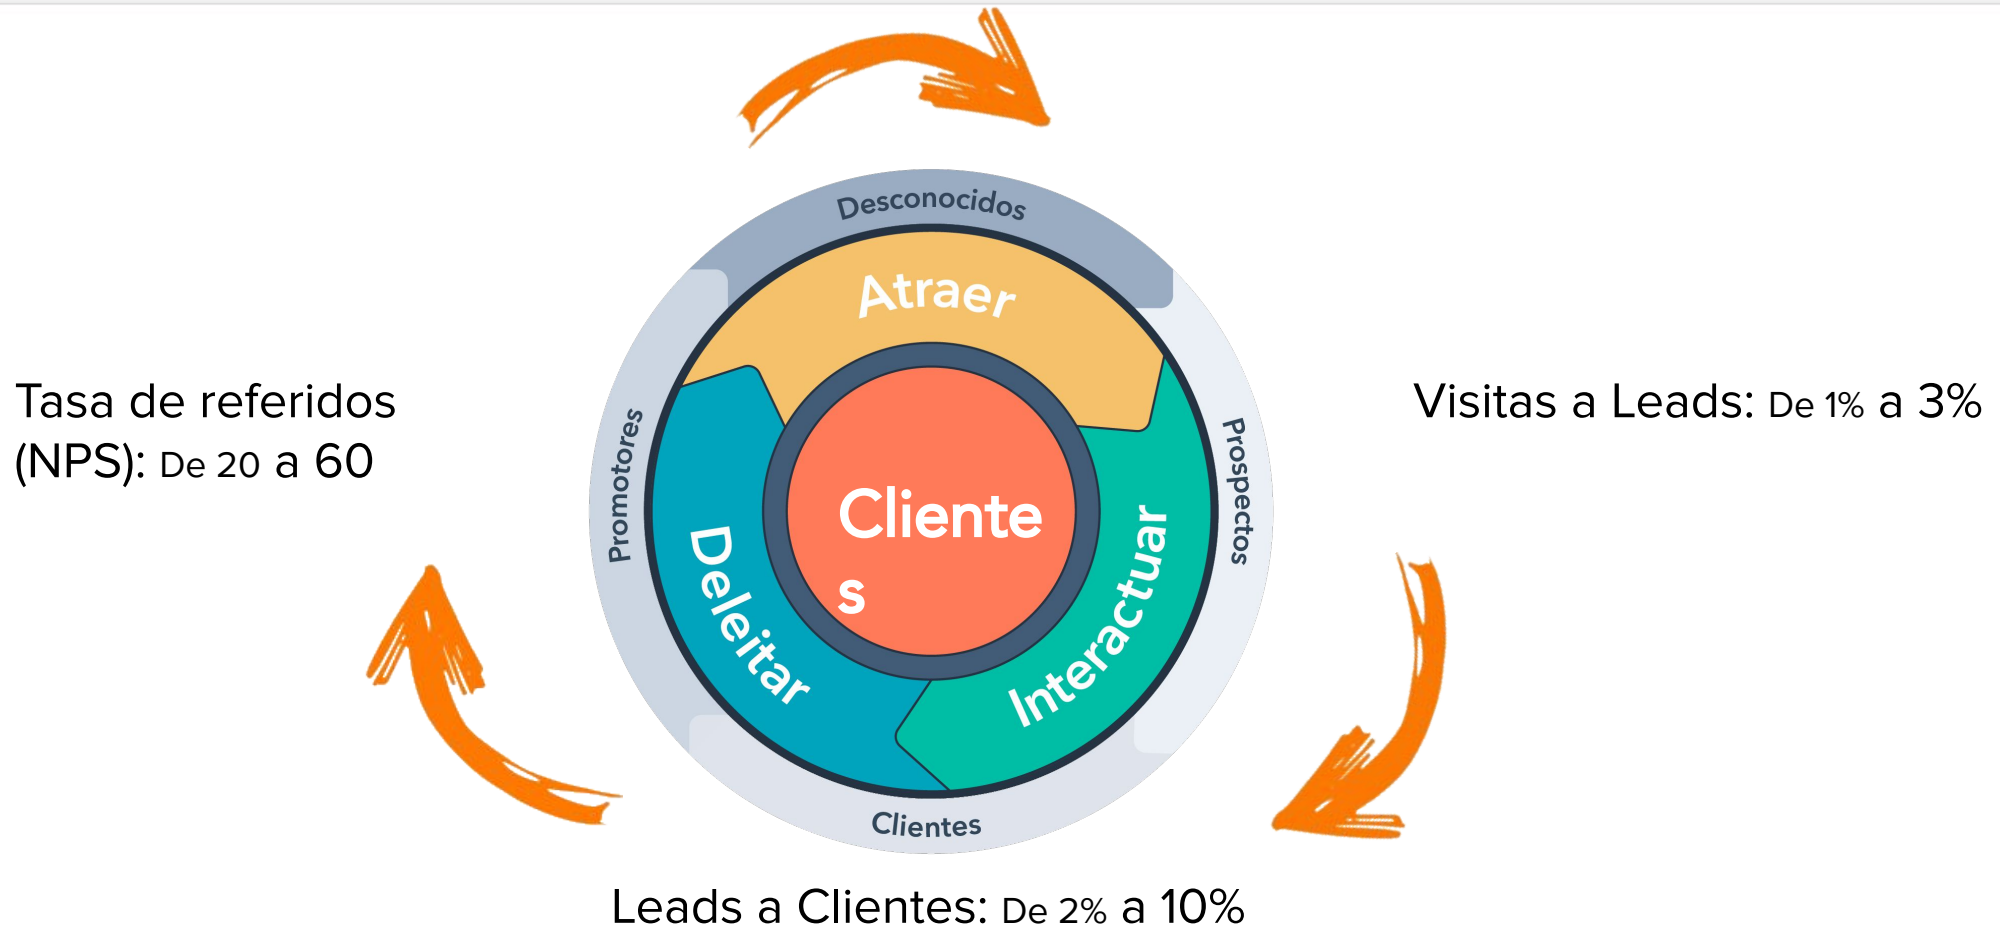 Desconocidos
Atraer
Tasa de referidos
(NPS): De 20 a 60
Visitas a Leads: De 1% a 3%
Promotores
Prospectos
Cliente
s
Deleitar
Interactuar
Clientes
Leads a Clientes: De 2% a 10%